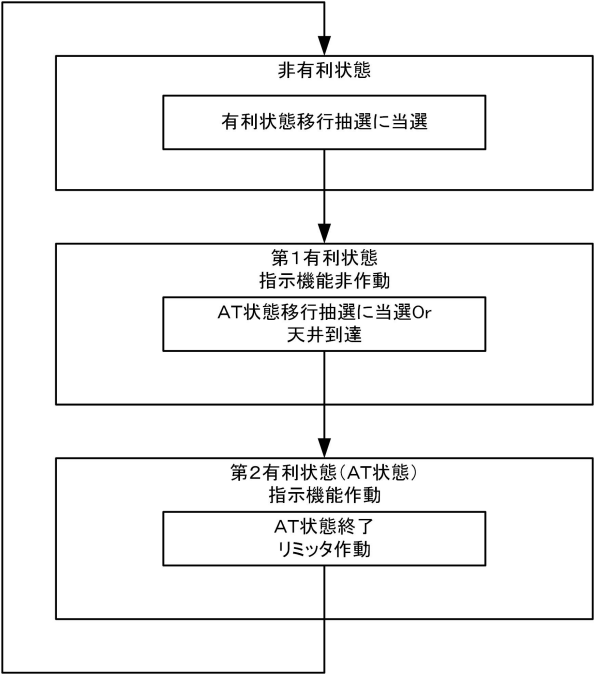 非有利状態
有利状態移行抽選に当選
第１有利状態
指示機能非作動
ＡＴ状態移行抽選に当選Or
天井到達
第２有利状態（ＡＴ状態）
指示機能作動
ＡＴ状態終了
リミッタ作動